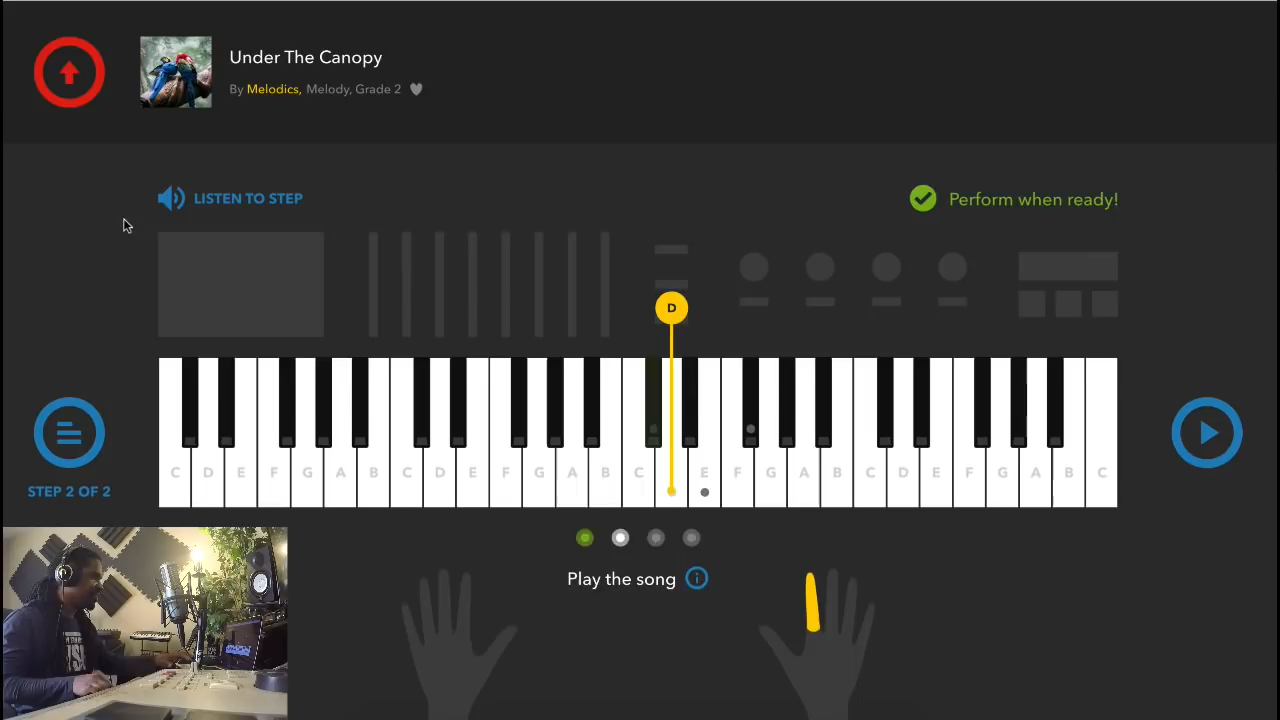 Under The Canopy
By Melodics, Melody, Grade 2
LISTEN TO STEP
Perform when ready!
D
C D E F G A B C D E F G A B C E F G A B C D E F G A B C
STEP 2 OF 2
Play the song